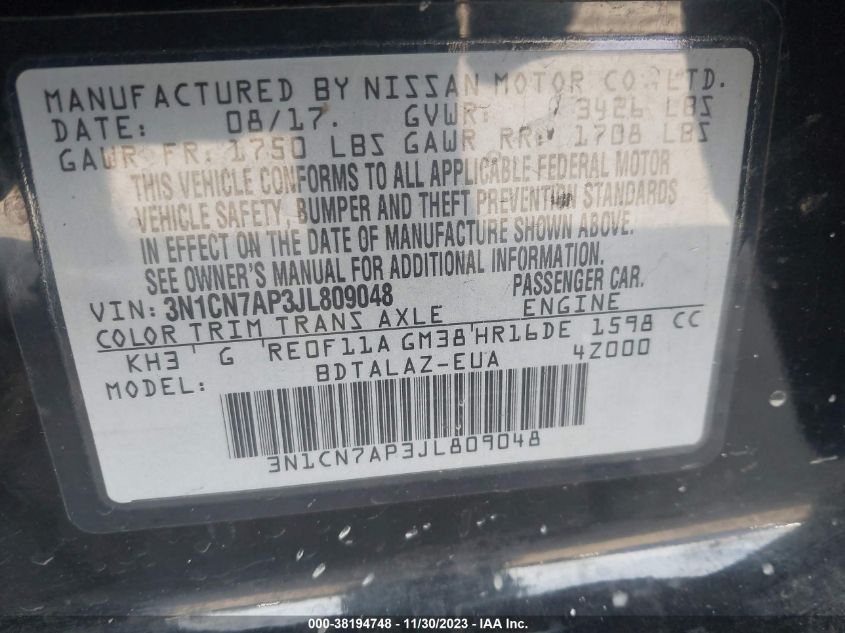 MANUFACTURED BY NISSAN MOTOR CO. LTD.
DATE: 08/17. GVWR: 3426 LBS
GAWR FR: 1750 LBS GAWR RR: 1708 LBS
THIS VEHICLE CONFORMS TO ALL APPLICABLE FEDERAL MOTOR
VEHICLE SAFETY, BUMPER AND THEFT PREVENTION STANDARDS
IN EFFECT ON THE DATE OF MANUFACTURE SHOWN ABOVE.
SEE OWNER'S MANUAL FOR ADDITIONAL INFORMATION.
VIN: 3N1CN7AP3JL809048 PASSENGER CAR.
COLOR TRIM TRANS AXLE ENGINE
KH3 G RE0F11A GM38 HR16DE 1598 CC
MODEL: BDTALAZ-EUA 4Z000
3N1CN7AP3JL809048
000-38194748 - 11/30/2023 - IAA Inc.